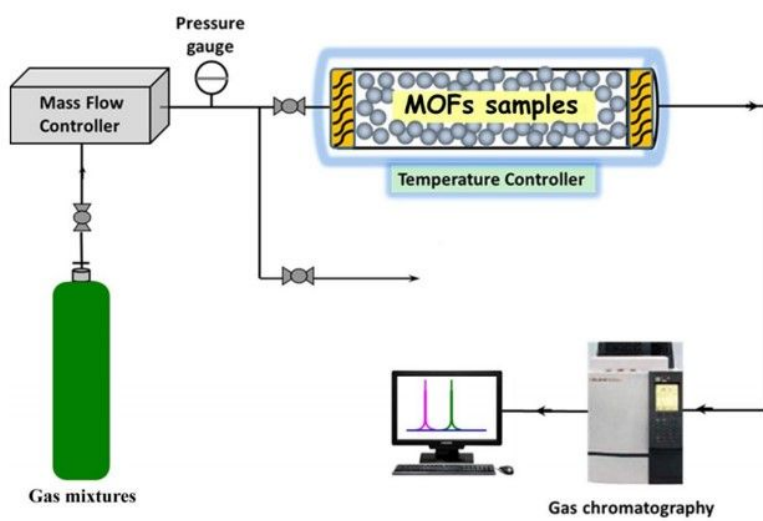 Pressure
gauge
Mass Flow
Controller
MOFs samples
Temperature Controller
Gas mixtures
Gas chromatography